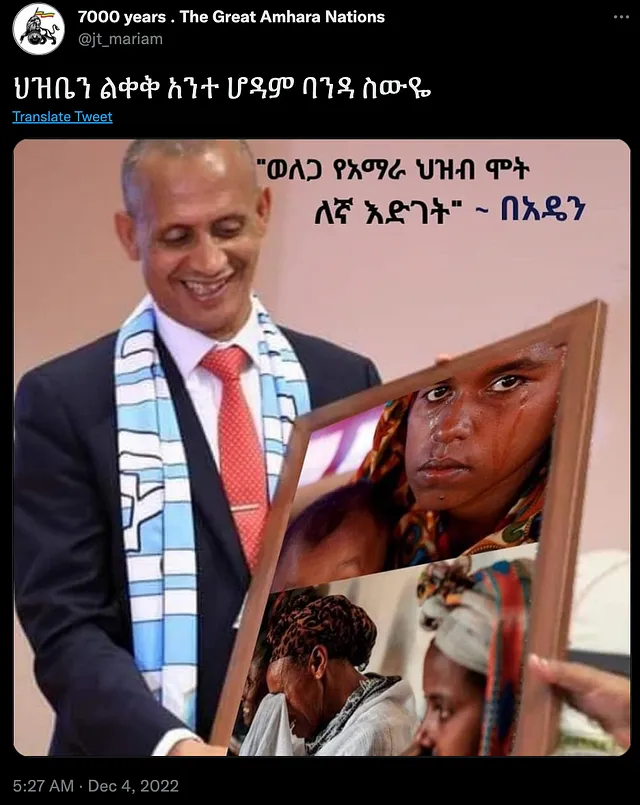 7000 years . The Great Amhara Nations
@jt_mariam
ህዝቤን ልቀቅ አንተ ሆዳም ባንዳ ስውዬ
Translate Tweet
"ወለጋ የአማራ ህዝብ ሞት
ለኛ እድገት" ~ በአዴን
5:27 AM · Dec 4, 2022